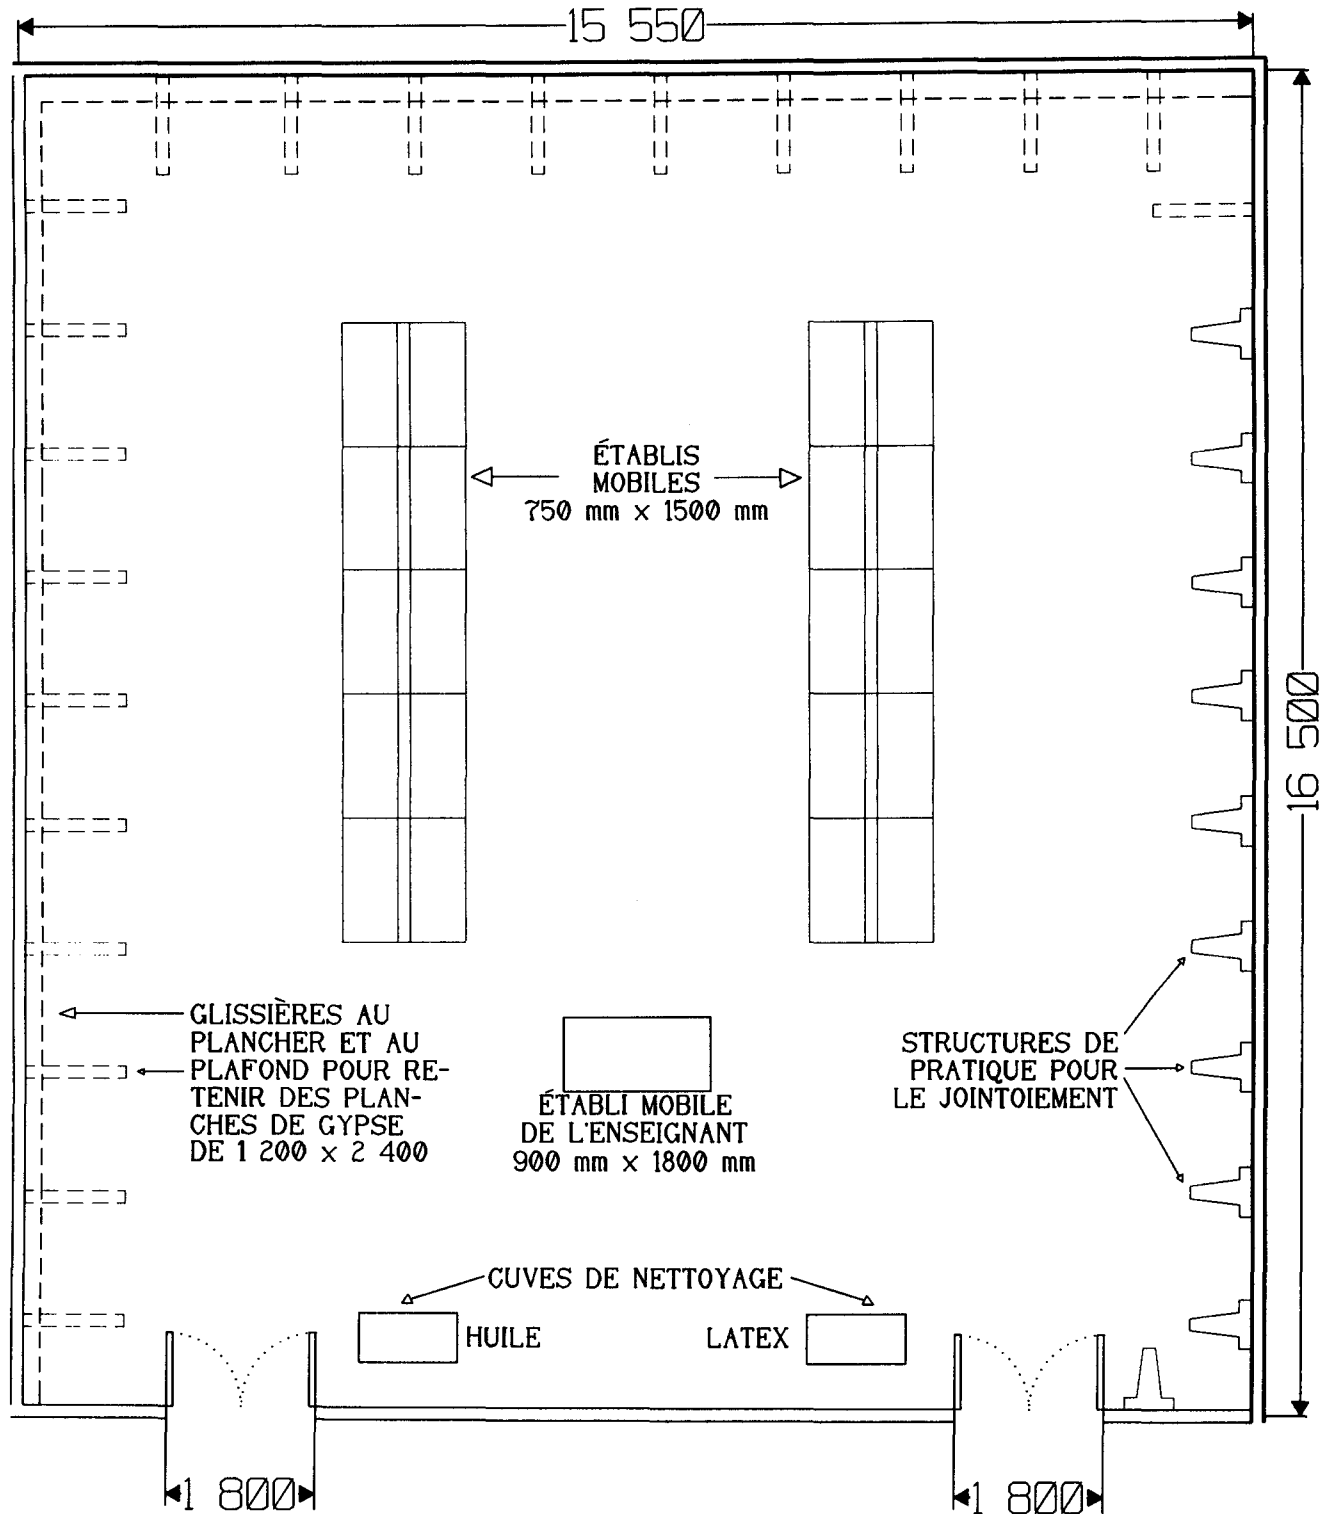 15 550
ÉTABLIS
MOBILES
750 mm x 1500 mm
16 500
GLISSIÈRES AU
PLANCHER ET AU
PLAFOND POUR RE-
TENIR DES PLAN-
CHES DE GYPSE
DE 1 200 x 2 400
ÉTABLI MOBILE
DE L'ENSEIGNANT
900 mm x 1800 mm
STRUCTURES DE
PRATIQUE POUR
LE JOINTOIEMENT
CUVES DE NETTOYAGE
HUILE
LATEX
1 800
1 800